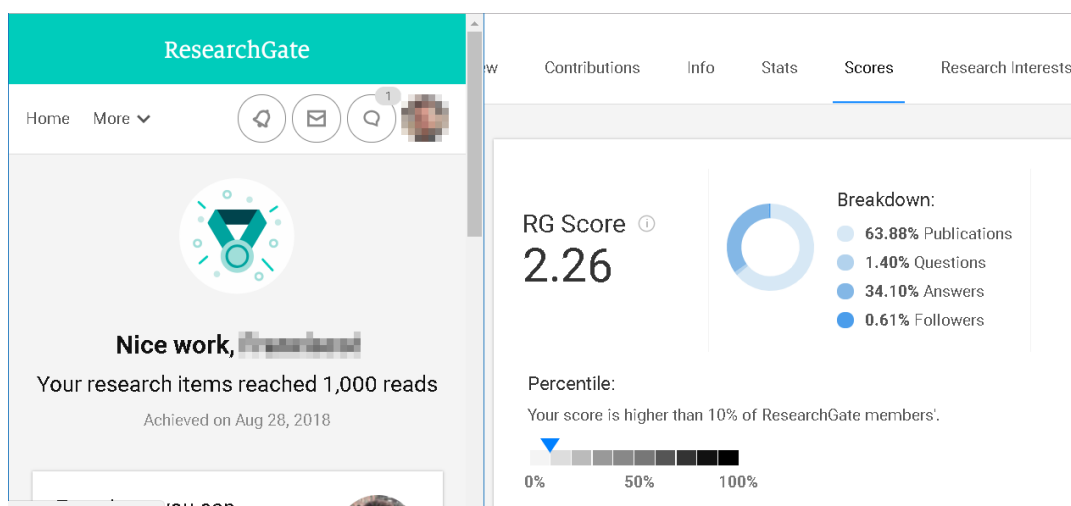 ResearchGate
Home More
1
Nice work,
Your research items reached 1,000 reads
Achieved on Aug 28, 2018
Contributions Info Stats Scores Research Interests
RG Score
2.26
Breakdown:
63.88% Publications
1.40% Questions
34.10% Answers
0.61% Followers
Percentile:
Your score is higher than 10% of ResearchGate members'.
0% 50% 100%